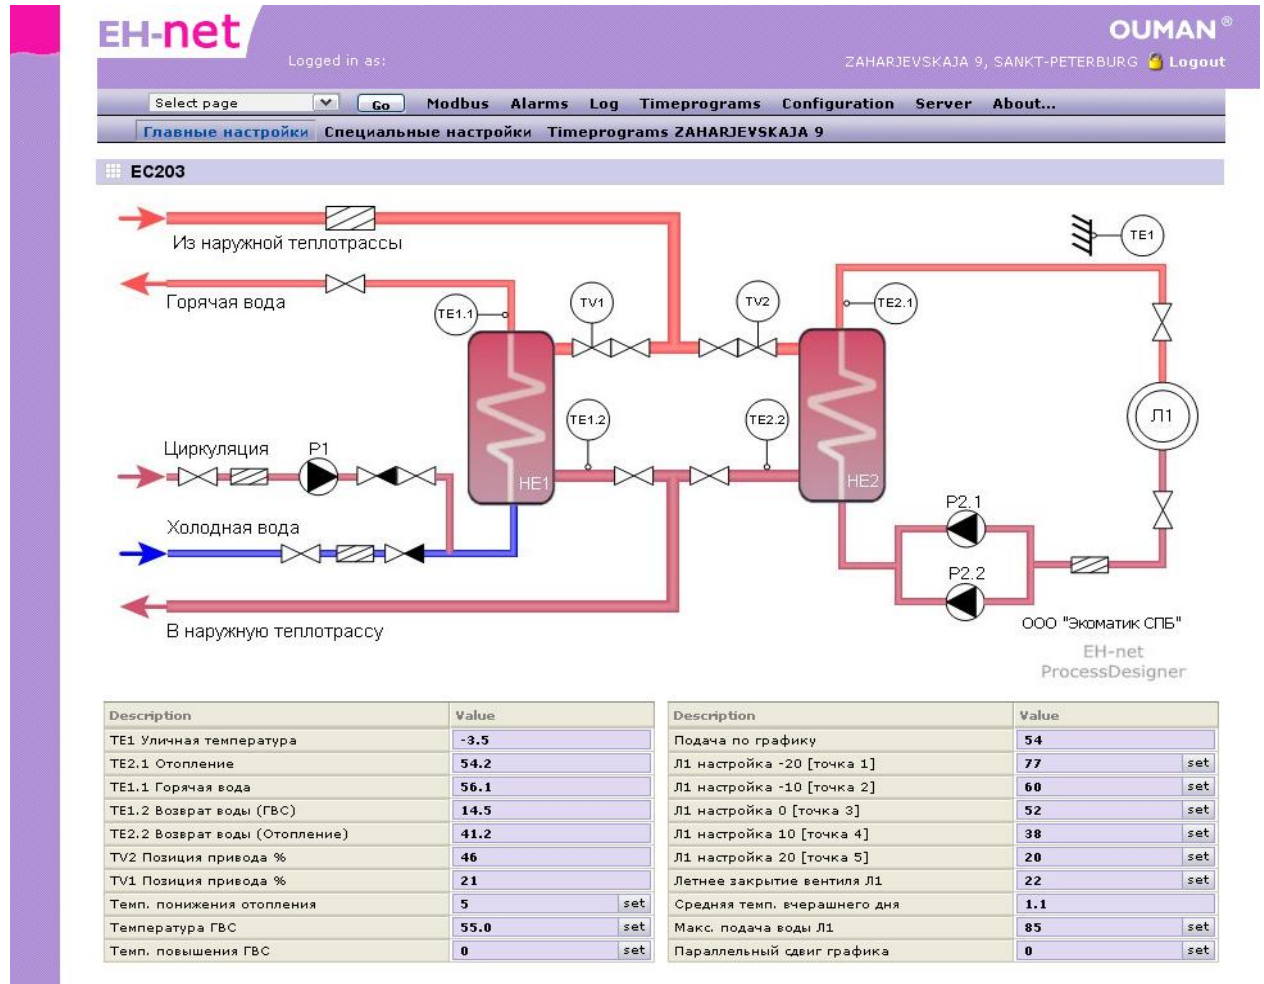 EH-net
OUMAN®
Logged in as:
ZAHARJEVSKAJA 9, SANKT-PETERBURG Logout
Select page Go Modbus Alarms Log Timeprograms Configuration Server About...
Главные настройки Специальные настройки Timeprograms ZAHARJEVSKAJA 9
EC203
Из наружной теплотрассы
TE1
Горячая вода
TE1.1
TV1
TV2
TE2.1
TE1.2
TE2.2
Л1
Циркуляция
P1
HE1
HE2
P2.1
Холодная вода
P2.2
В наружную теплотрассу
ООО "Экоматик СПБ"
EH-net
ProcessDesigner
Description Value Description Value
TE1 Уличная температура -3.5 Подача по графику 54
TE2.1 Отопление 54.2 Л1 настройка -20 [точка 1] 77 set
TE1.1 Горячая вода 56.1 Л1 настройка -10 [точка 2] 60 set
TE1.2 Возврат воды (ГВС) 14.5 Л1 настройка 0 [точка 3] 52 set
TE2.2 Возврат воды (Отопление) 41.2 Л1 настройка 10 [точка 4] 38 set
TV2 Позиция привода % 46 Л1 настройка 20 [точка 5] 20 set
TV1 Позиция привода % 21 Летнее закрытие вентиля Л1 22 set
Темп. понижения отопления 5 set Средняя темп. вчерашнего дня 1.1
Температура ГВС 55.0 set Макс. подача воды Л1 85 set
Темп. повышения ГВС 0 set Параллельный сдвиг графика 0 set